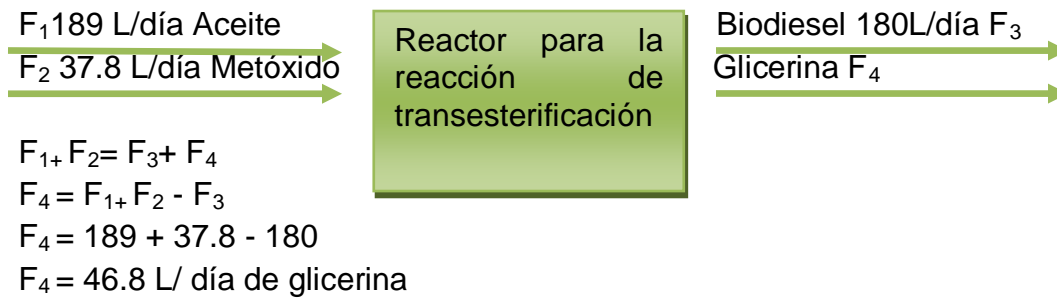 F₁189 L/día Aceite
F₂ 37.8 L/día Metóxido
Reactor para la
reacción de
transesterificación
Biodiesel 180L/día F₃
Glicerina F₄
F₁₊ F₂= F₃+ F₄
F₄ = F₁₊ F₂ - F₃
F₄ = 189 + 37.8 - 180
F₄ = 46.8 L/ día de glicerina